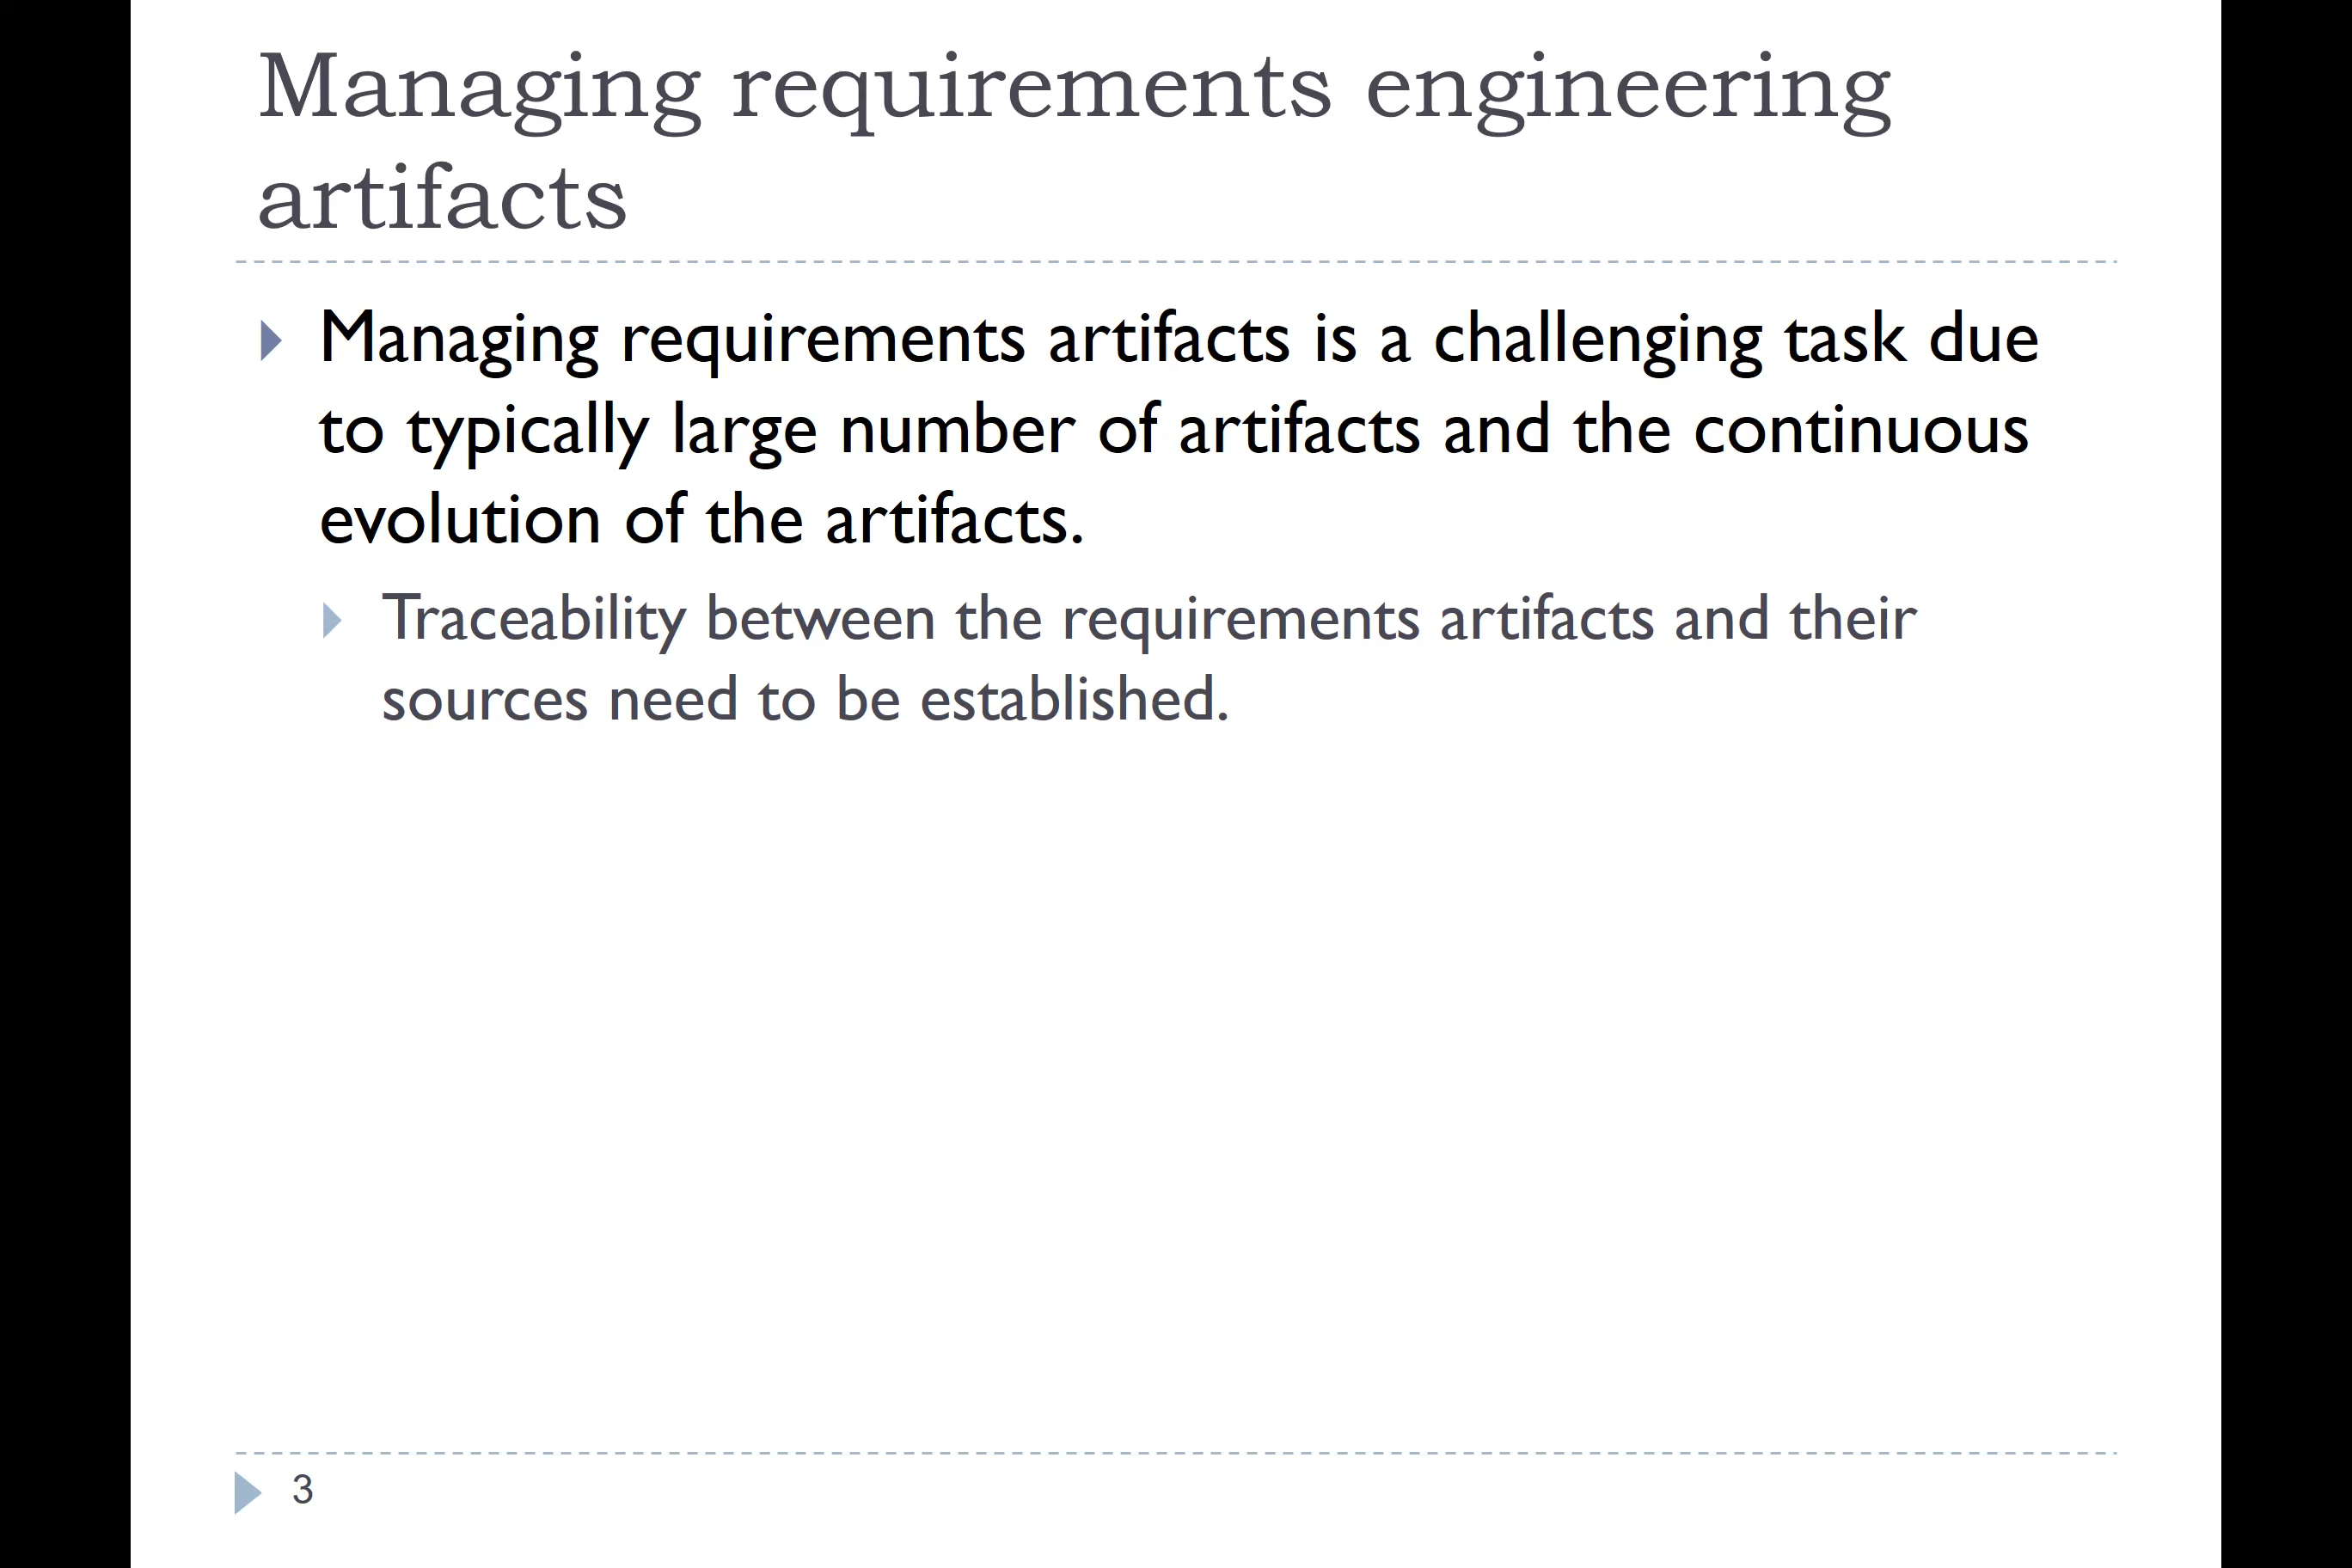 Managing requirements engineering
artifacts
Managing requirements artifacts is a challenging task due
to typically large number of artifacts and the continuous
evolution of the artifacts.
Traceability between the requirements artifacts and their
sources need to be established.
3